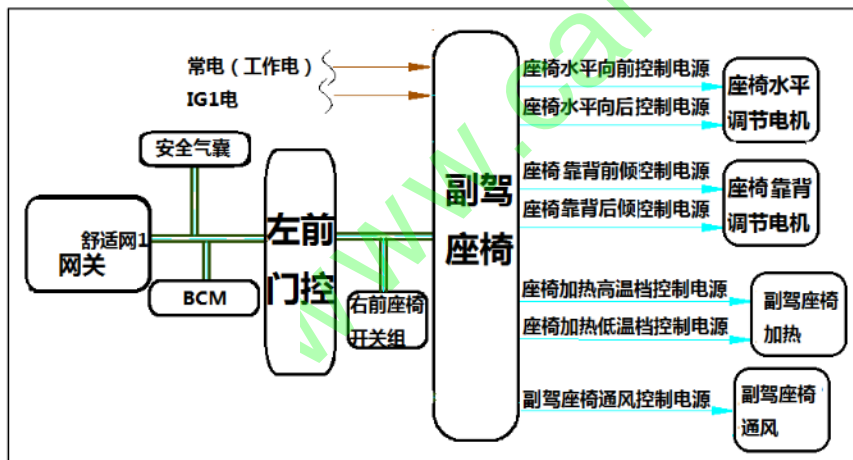 常电（工作电）
IG1电
安全气囊
舒适网1
网关
BCM
左前
门控
右前座椅
开关组
副驾
座椅
座椅水平向前控制电源
座椅水平向后控制电源
座椅水平
调节电机
座椅靠背前倾控制电源
座椅靠背后倾控制电源
座椅靠背
调节电机
座椅加热高温档控制电源
座椅加热低温档控制电源
副驾座椅
加热
副驾座椅通风控制电源
副驾座椅
通风
www.car